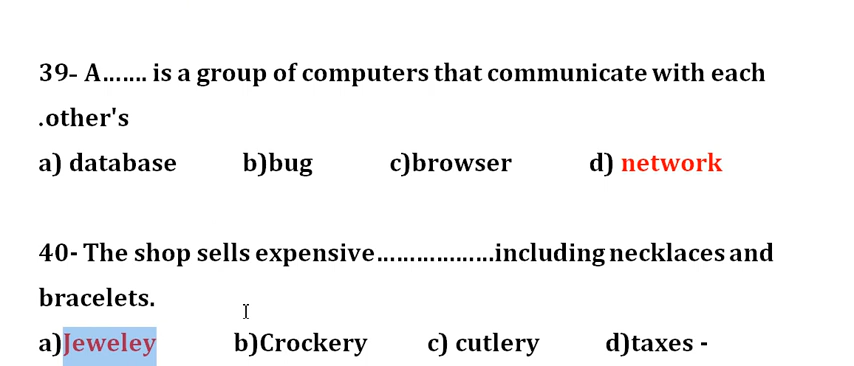 39- A....... is a group of computers that communicate with each
.other's
a) database b)bug c)browser d) network
40- The shop sells expensive..................including necklaces and
bracelets.
a)Jeweley b)Crockery c) cutlery d)taxes -